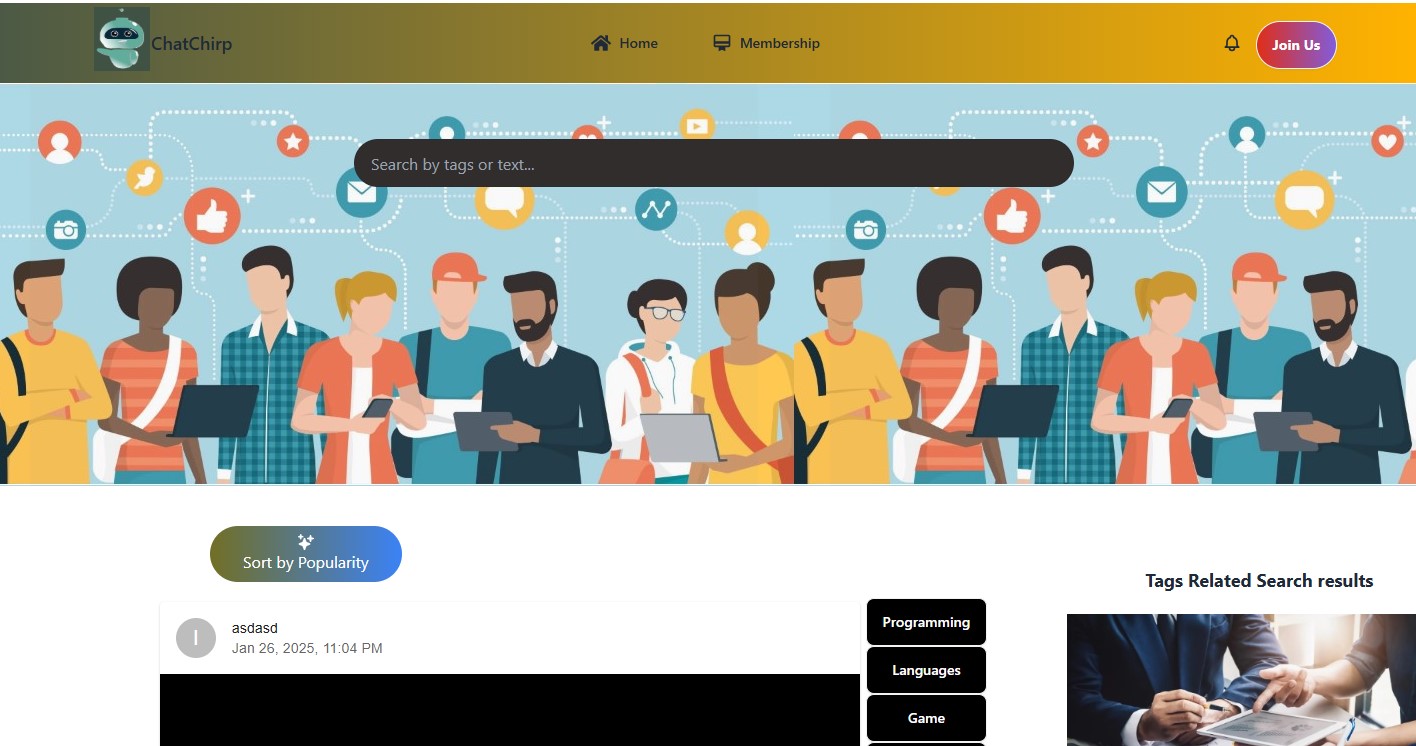 ChatChirp
Home
Membership
Join Us
Search by tags or text...
Sort by Popularity
Tags Related Search results
I
asdasd
Jan 26, 2025, 11:04 PM
Programming
Languages
Game